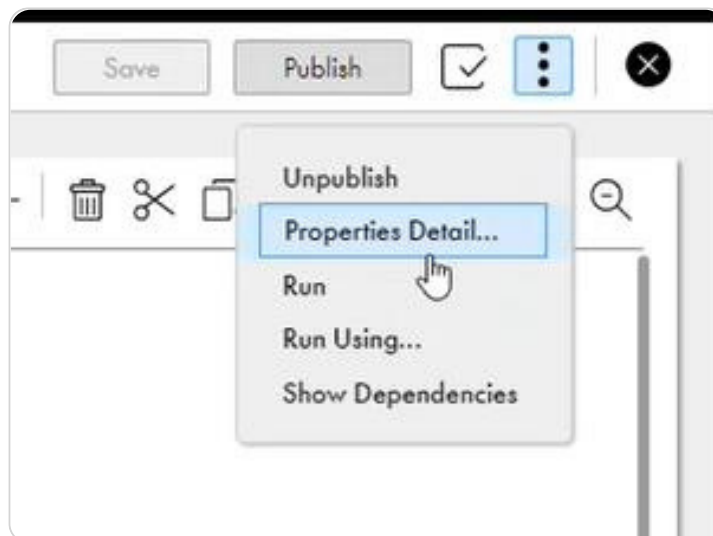 Save
Publish
Unpublish
Properties Detail...
Run
Run Using...
Show Dependencies